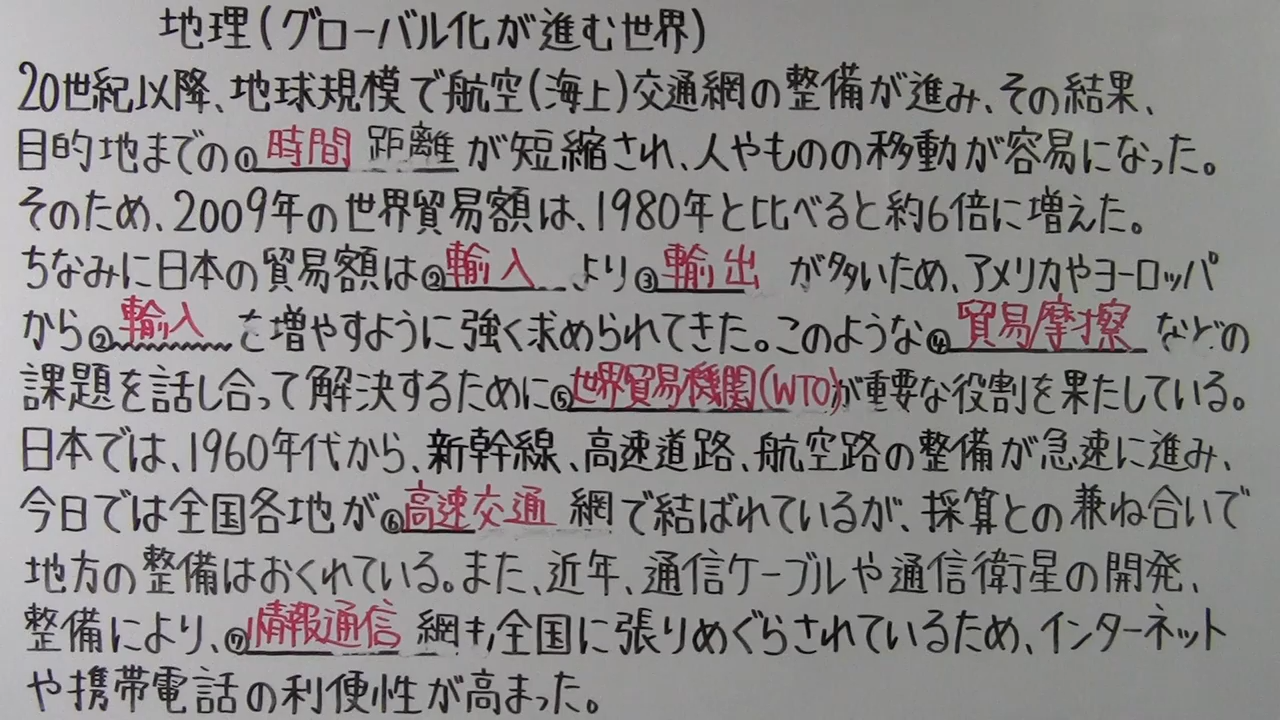 地理(グローバル化が進む世界)
20世紀以降、地球規模で航空(海上)交通網の整備が進み、その結果、
目的地までの①時間 距離が短縮され、人やものの移動が容易になった。
そのため、2009年の世界貿易額は、1980年と比べると約6倍に増えた。
ちなみに日本の貿易額は②輸入 より③輸出 が多いため、アメリカやヨーロッパ
から②輸入 を増やすように強く求められてきた。このような④貿易摩擦 などの
課題を話し合って解決するために⑤世界貿易機関(WTO)が重要な役割を果たしている。
日本では、1960年代から、新幹線、高速道路、航空路の整備が急速に進み、
今日では全国各地が⑥高速交通 網で結ばれているが、採算との兼ね合いで
地方の整備はおくれている。また、近年、通信ケーブルや通信衛星の開発、
整備により、⑦情報通信 網も全国に張りめぐらされているため、インターネット
や携帯電話の利便性が高まった。